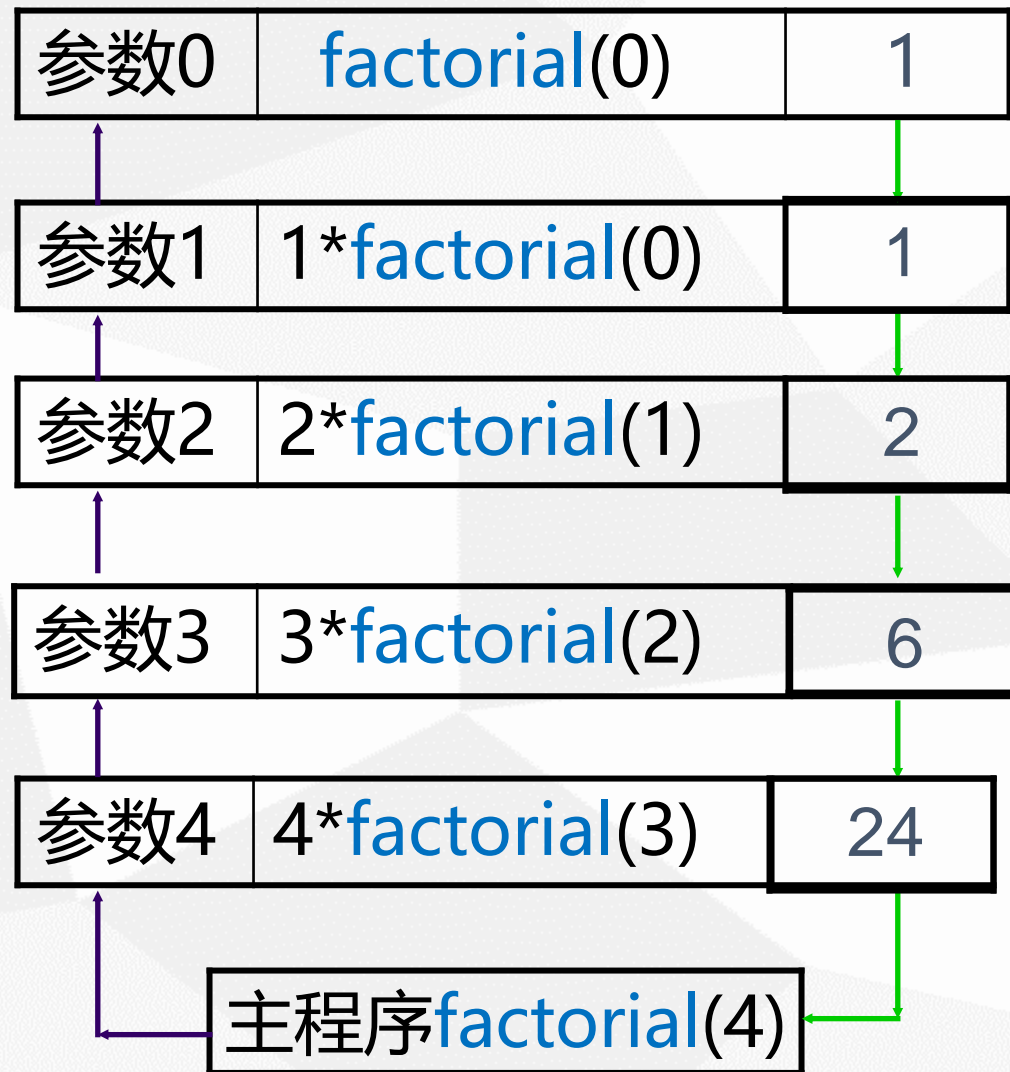 参数0 factorial(0) 1
参数1 1*factorial(0) 1
参数2 2*factorial(1) 2
参数3 3*factorial(2) 6
参数4 4*factorial(3) 24
主程序factorial(4)